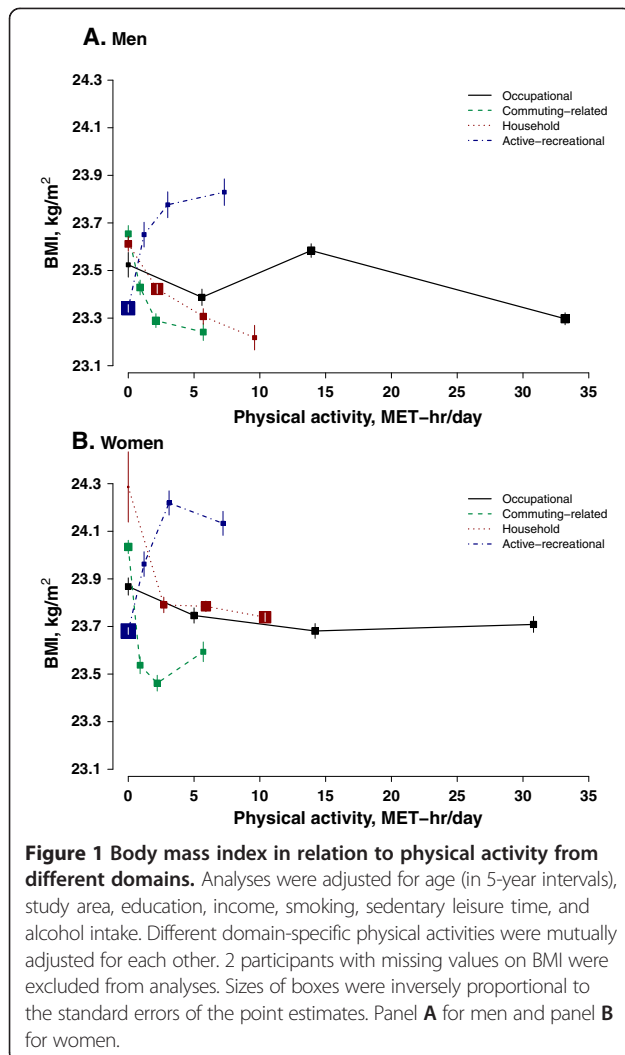 A. Men
24.3
24.1
23.9
23.7
23.5
23.3
23.1
BMI, kg/m²
Occupational
Commuting−related
Household
Active−recreational
0 5 10 15 20 25 30 35
Physical activity, MET−hr/day
B. Women
24.3
24.1
23.9
23.7
23.5
23.3
23.1
BMI, kg/m²
Occupational
Commuting−related
Household
Active−recreational
0 5 10 15 20 25 30 35
Physical activity, MET−hr/day
Figure 1 Body mass index in relation to physical activity from
different domains. Analyses were adjusted for age (in 5-year intervals),
study area, education, income, smoking, sedentary leisure time, and
alcohol intake. Different domain-specific physical activities were mutually
adjusted for each other. 2 participants with missing values on BMI were
excluded from analyses. Sizes of boxes were inversely proportional to
the standard errors of the point estimates. Panel A for men and panel B
for women.